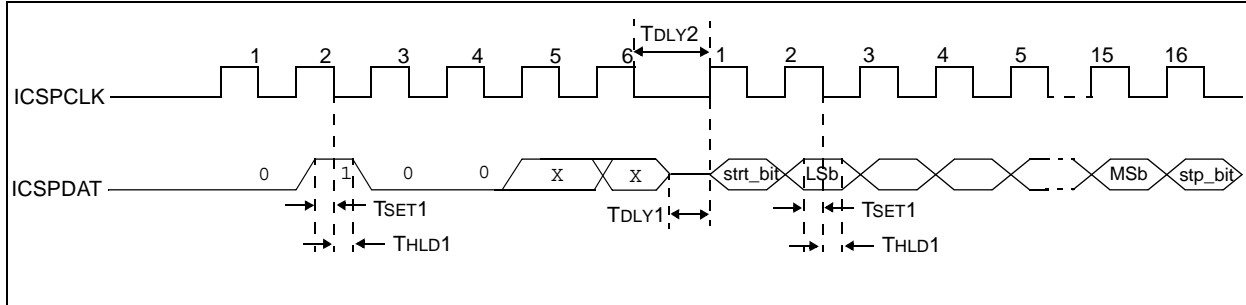 TDLY2
1 2 3 4 5 6 1 2 3 4 5 15 16
ICSPCLK
ICSPDAT
0 1 0 0 X X strt_bit LSb MSb stp_bit
TSET1 TDLY1 TSET1
THLD1 THLD1